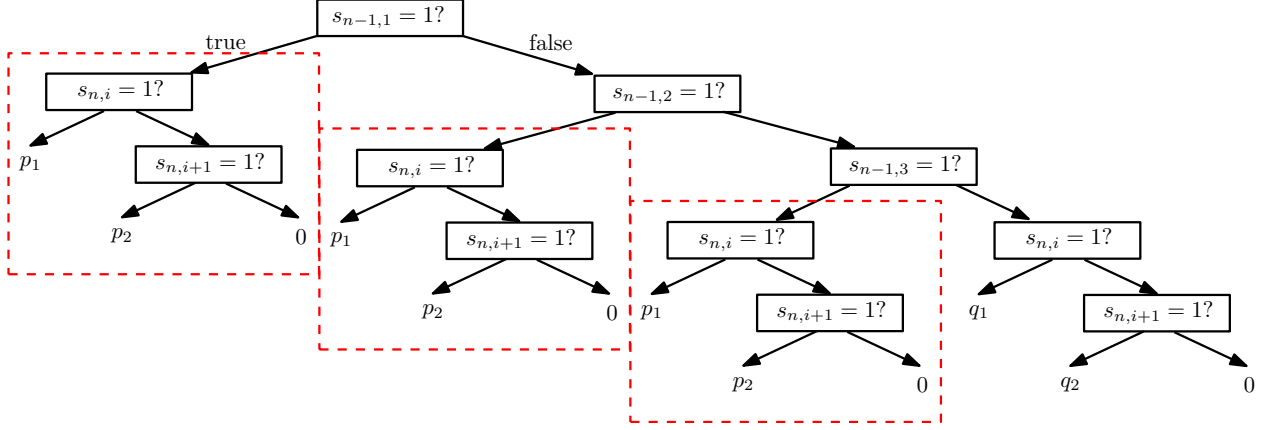 $s_{n-1,1} = 1?$
true
false
$s_{n,i} = 1?$
$s_{n-1,2} = 1?$
$p_1$
$s_{n,i+1} = 1?$
$s_{n,i} = 1?$
$s_{n-1,3} = 1?$
$p_2$
0
$p_1$
$s_{n,i+1} = 1?$
$s_{n,i} = 1?$
$s_{n,i} = 1?$
$p_2$
0
$p_1$
$s_{n,i+1} = 1?$
$q_1$
$s_{n,i+1} = 1?$
$p_2$
0
$q_2$
0